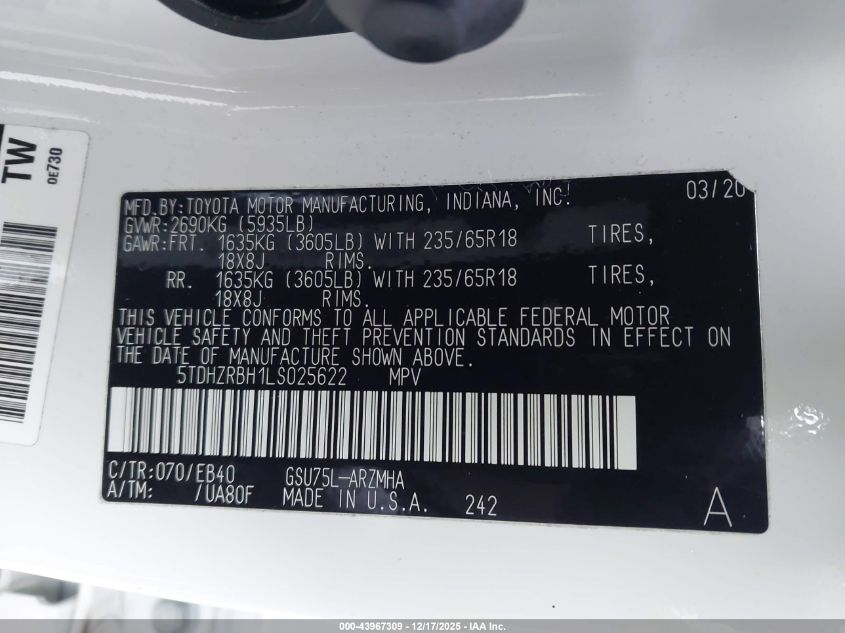 TW
0E730
MFD.BY:TOYOTA MOTOR MANUFACTURING, INDIANA, INC. 03/20
GVWR:2690KG (5935LB)
GAWR:FRT. 1635KG (3605LB) WITH 235/65R18 TIRES,
18X8J RIMS.
RR. 1635KG (3605LB) WITH 235/65R18 TIRES,
18X8J RIMS.
THIS VEHICLE CONFORMS TO ALL APPLICABLE FEDERAL MOTOR
VEHICLE SAFETY AND THEFT PREVENTION STANDARDS IN EFFECT ON
THE DATE OF MANUFACTURE SHOWN ABOVE.
5TDHZRBH1LS025622 MPV
C/TR:070/EB40 GSU75L-ARZMHA
A/TM: /UA80F MADE IN U.S.A. 242 A
000-43967309 - 12/17/2025 - IAA Inc.